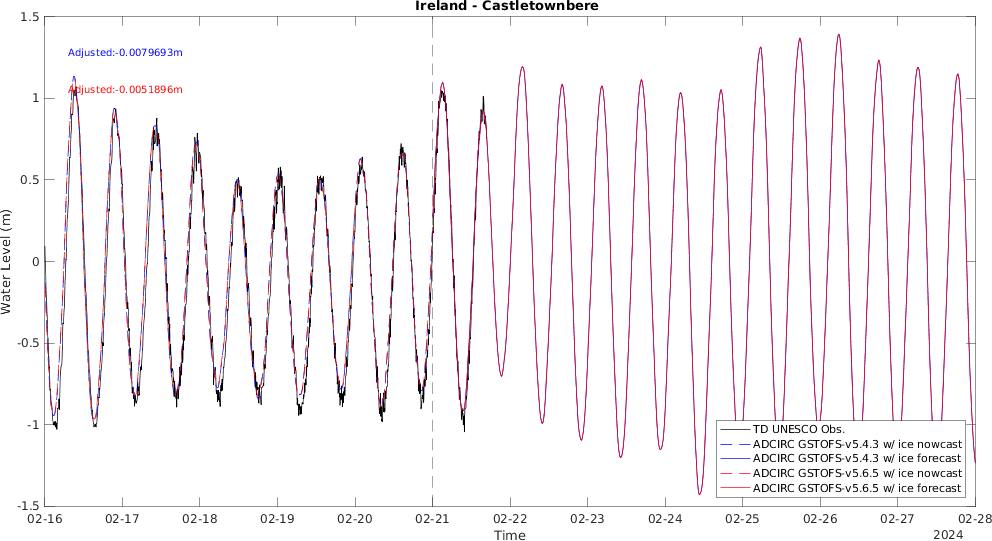 Ireland - Castletownbere
Adjusted:-0.0079693m
Adjusted:-0.0051896m
1.5
1
0.5
0
-0.5
-1
-1.5
Water Level (m)
TD UNESCO Obs.
ADCIRC GSTOFS-v5.4.3 w/ ice nowcast
ADCIRC GSTOFS-v5.4.3 w/ ice forecast
ADCIRC GSTOFS-v5.6.5 w/ ice nowcast
ADCIRC GSTOFS-v5.6.5 w/ ice forecast
02-16 02-17 02-18 02-19 02-20 02-21 02-22 02-23 02-24 02-25 02-26 02-27 02-28
Time
2024